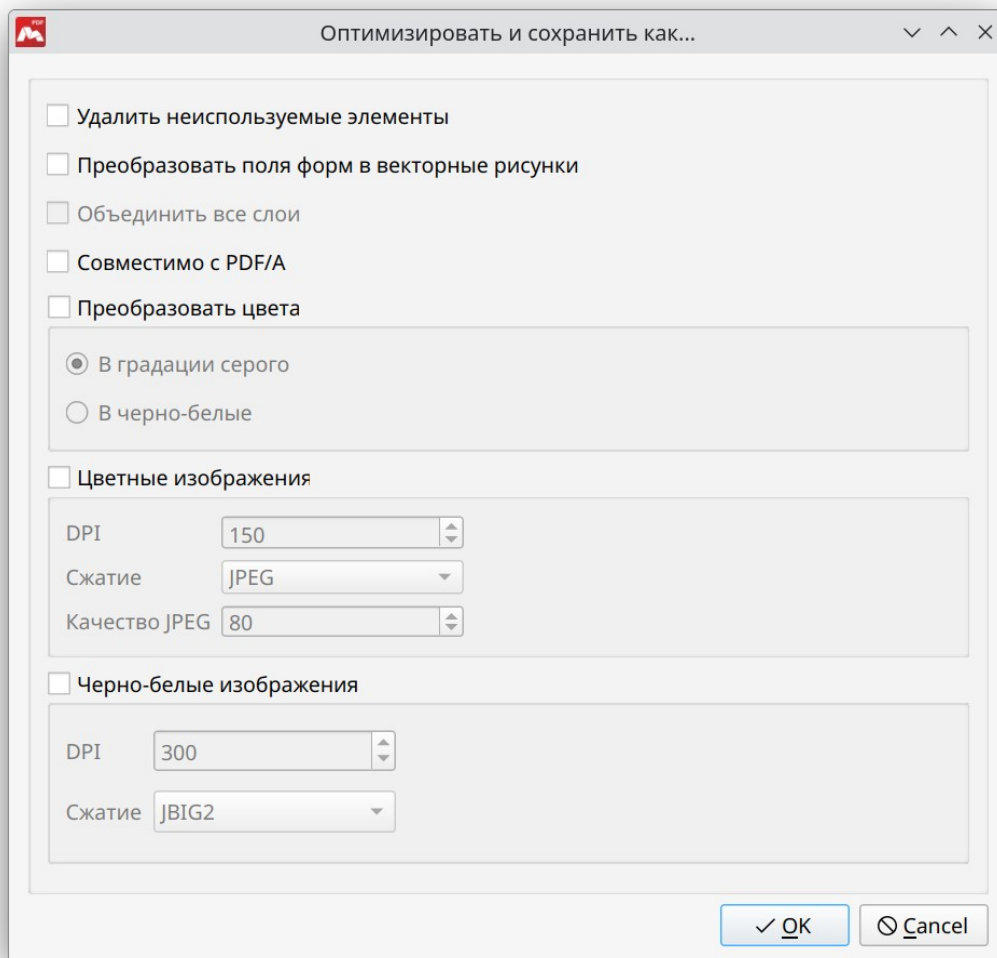 PDF
Оптимизировать и сохранить как...
Удалить неиспользуемые элементы
Преобразовать поля форм в векторные рисунки
Объединить все слои
Совместимо с PDF/A
Преобразовать цвета
В градации серого
В черно-белые
Цветные изображения
DPI 150
Сжатие JPEG
Качество JPEG 80
Черно-белые изображения
DPI 300
Сжатие JBIG2
OK Cancel